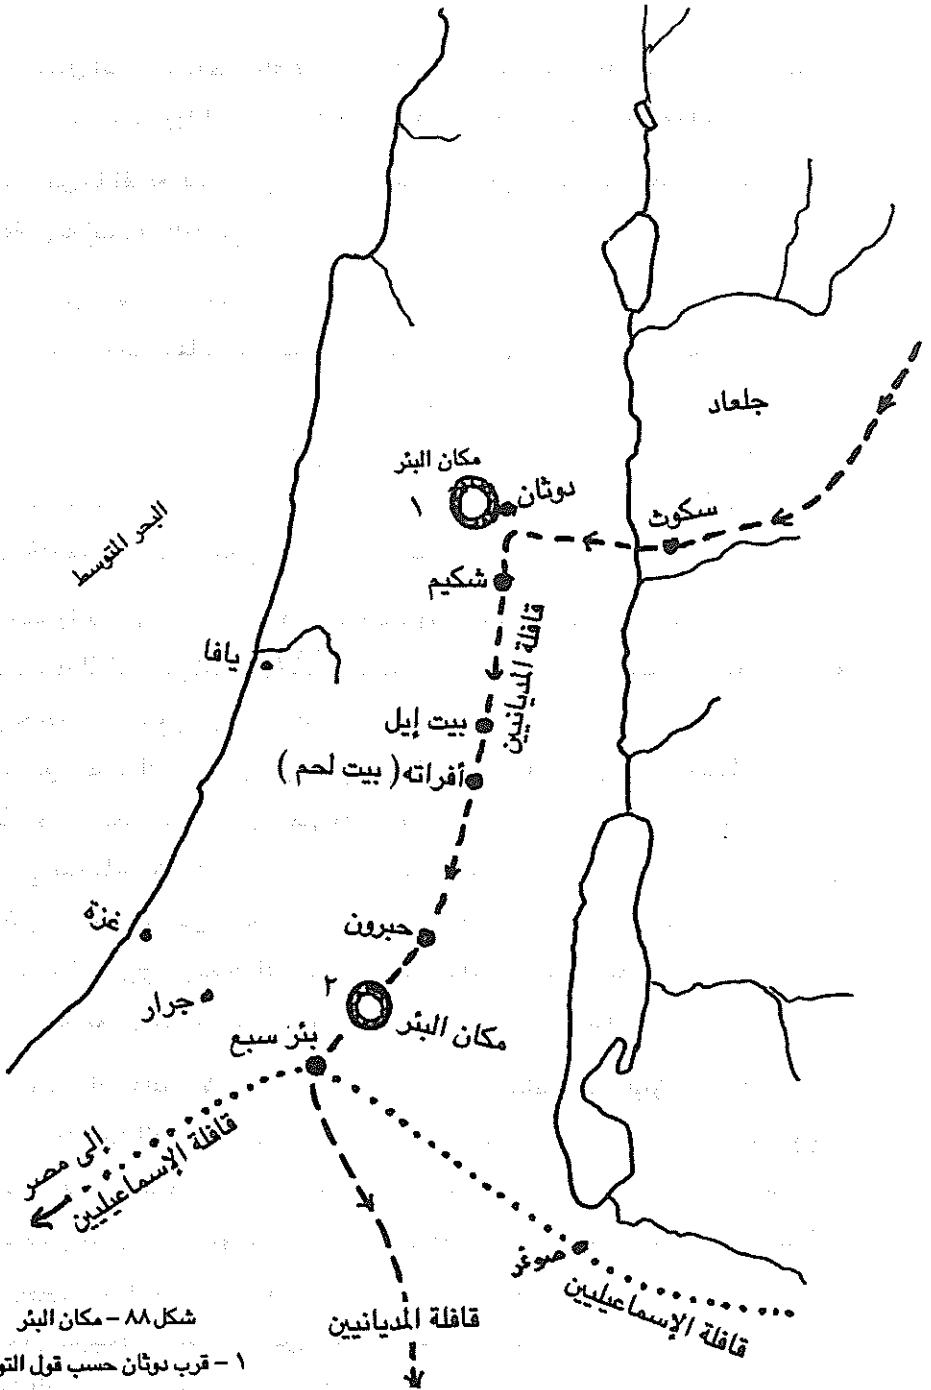 جلعاد
مكان البئر
١
دوثان
سكوث
البحر المتوسط
شكيم
قافلة المديانيين
يافا
بيت إيل
أفراته ( بيت لحم )
غزة
حبرون
٢
جرار
مكان البئر
بئر سبع
إلى مصر
قافلة الإسماعيليين
صوغر
قافلة الإسماعيليين
قافلة المديانيين
شكل ٨٨ – مكان البئر
١ – قرب دوثان حسب قول